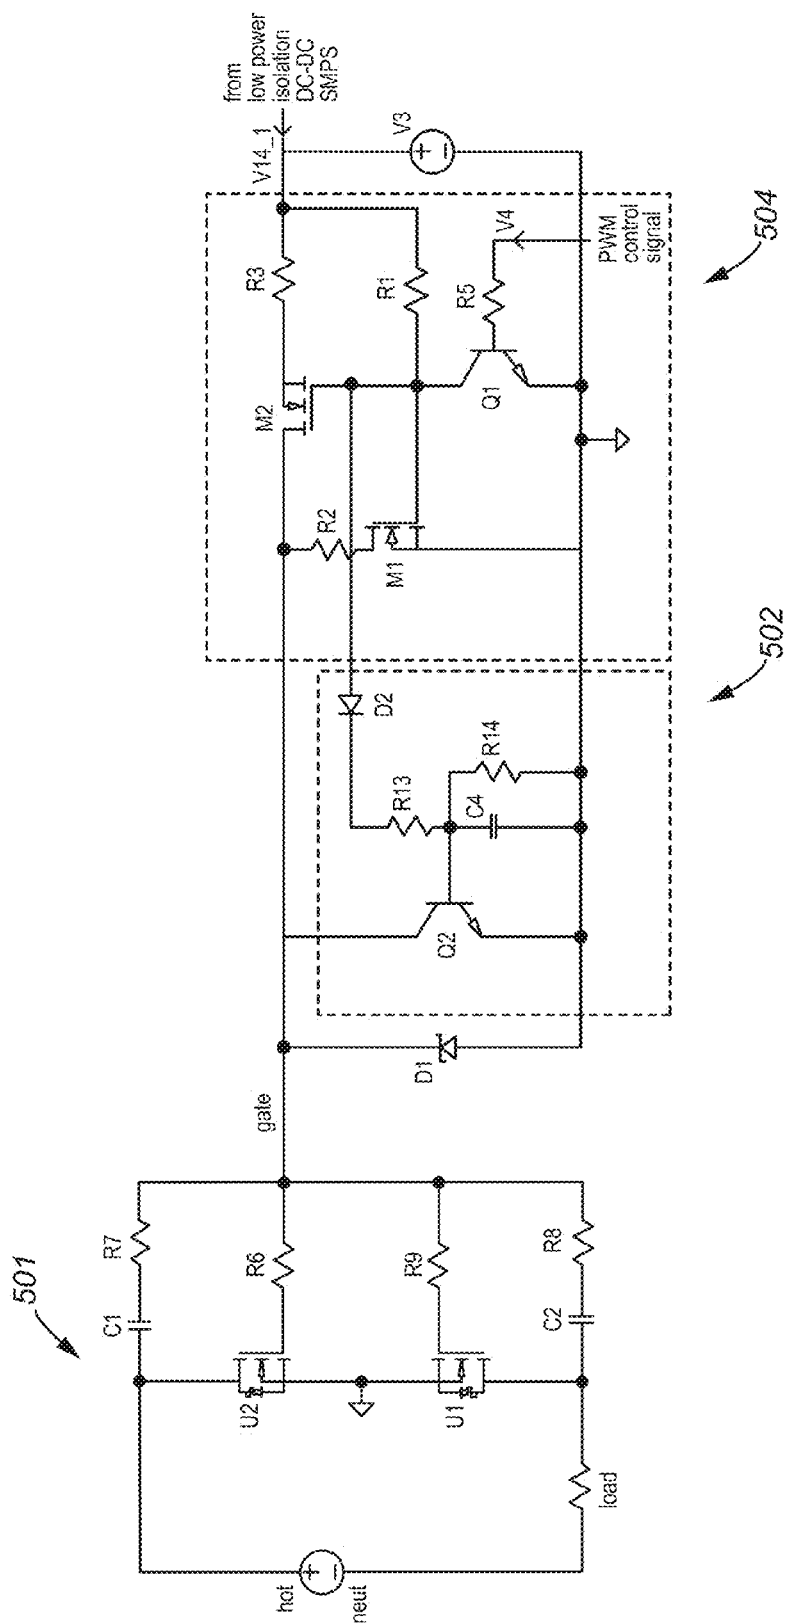 501
C1
R7
hot
+
−
neut
load
U2
R6
U1
R9
C2
R8
gate
D1
Q2
R13
C4
R14
D2
502
R2
M1
M2
R3
R1
R5
Q1
V4
PWM
control
signal
504
V14_1
V3
+
−
from
low power
isolation
DC-DC
SMPS